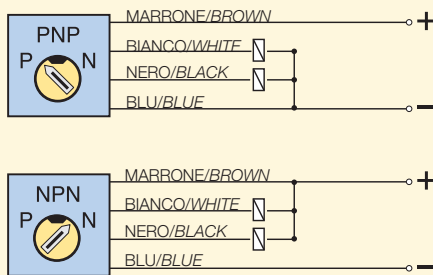 MARRONE/BROWN +
PNP
BIANCO/WHITE
P N
NERO/BLACK
BLU/BLUE −
MARRONE/BROWN +
NPN
BIANCO/WHITE
P N
NERO/BLACK
BLU/BLUE −